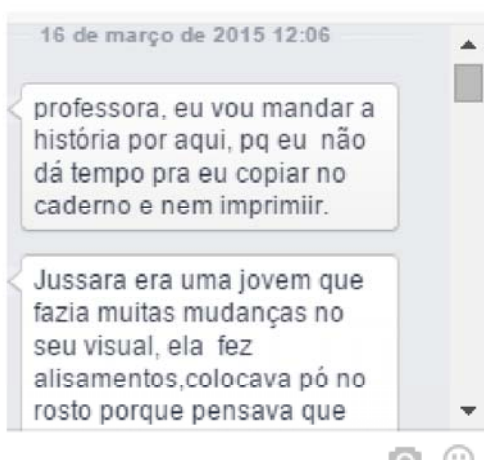 16 de março de 2015 12:06
professora, eu vou mandar a
história por aqui, pq eu não
dá tempo pra eu copiar no
caderno e nem imprimiir.
Jussara era uma jovem que
fazia muitas mudanças no
seu visual, ela fez
alisamentos,colocava pó no
rosto porque pensava que